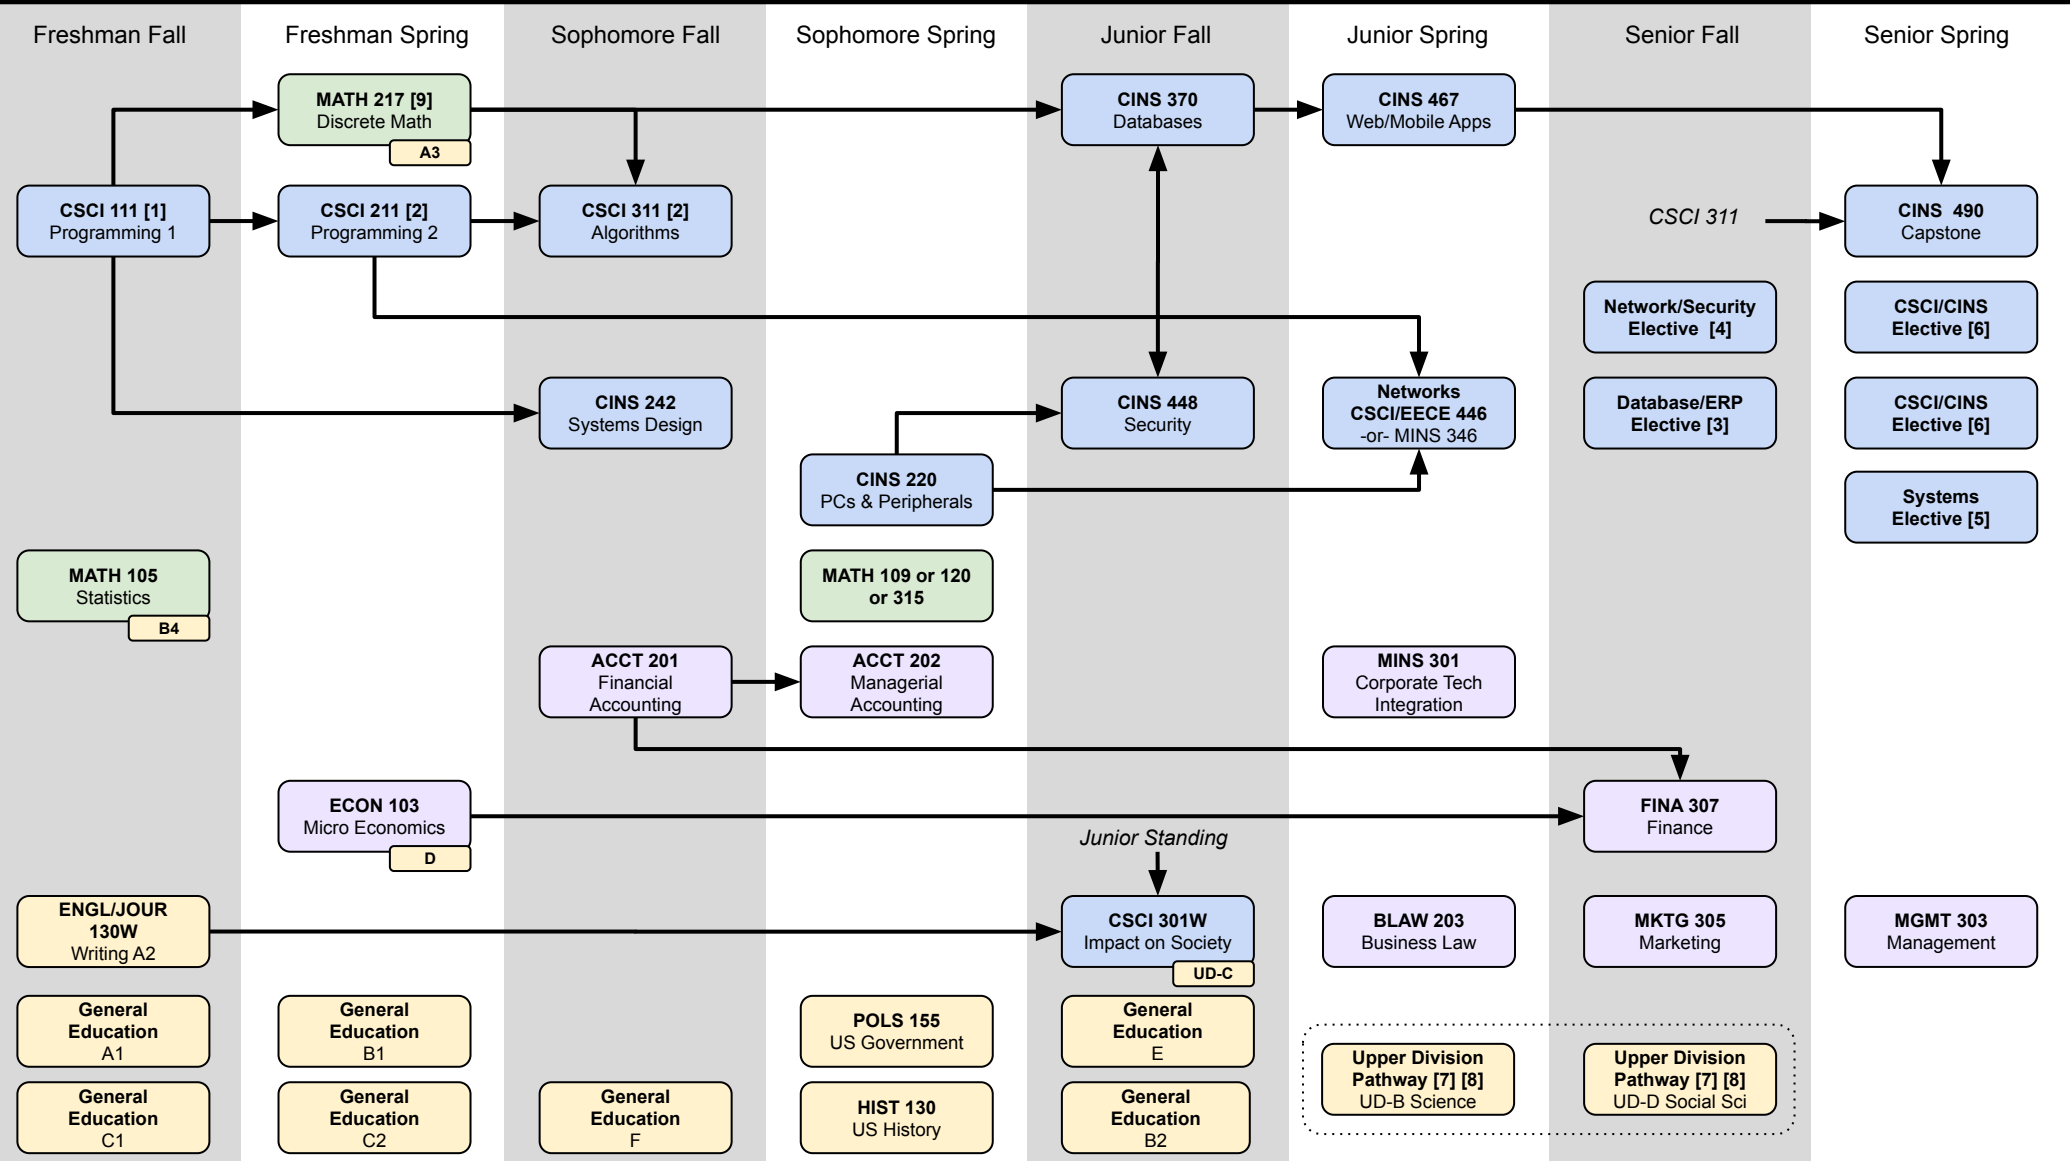 Freshman Fall
Freshman Spring
Sophomore Fall
Sophomore Spring
Junior Fall
Junior Spring
Senior Fall
Senior Spring
MATH 217 [9]
Discrete Math
A3
CINS 370
Databases
CINS 467
Web/Mobile Apps
CSCI 111 [1]
Programming 1
CSCI 211 [2]
Programming 2
CSCI 311 [2]
Algorithms
CSCI 311
CINS  490
Capstone
Network/Security
Elective  [4]
CSCI/CINS
Elective [6]
CINS 242
Systems Design
CINS 448
Security
Networks
CSCI/EECE 446
-or- MINS 346
Database/ERP
Elective [3]
CSCI/CINS
Elective [6]
CINS 220
PCs & Peripherals
Systems
Elective [5]
MATH 105
Statistics
B4
MATH 109 or 120
or 315
ACCT 201
Financial
Accounting
ACCT 202
Managerial
Accounting
MINS 301
Corporate Tech
Integration
ECON 103
Micro Economics
D
FINA 307
Finance
Junior Standing
ENGL/JOUR
130W
Writing A2
CSCI 301W
Impact on Society
UD-C
BLAW 203
Business Law
MKTG 305
Marketing
MGMT 303
Management
General
Education
A1
General
Education
B1
POLS 155
US Government
General
Education
E
Upper Division
Pathway [7] [8]
UD-B Science
Upper Division
Pathway [7] [8]
UD-D Social Sci
General
Education
C1
General
Education
C2
General
Education
F
HIST 130
US History
General
Education
B2